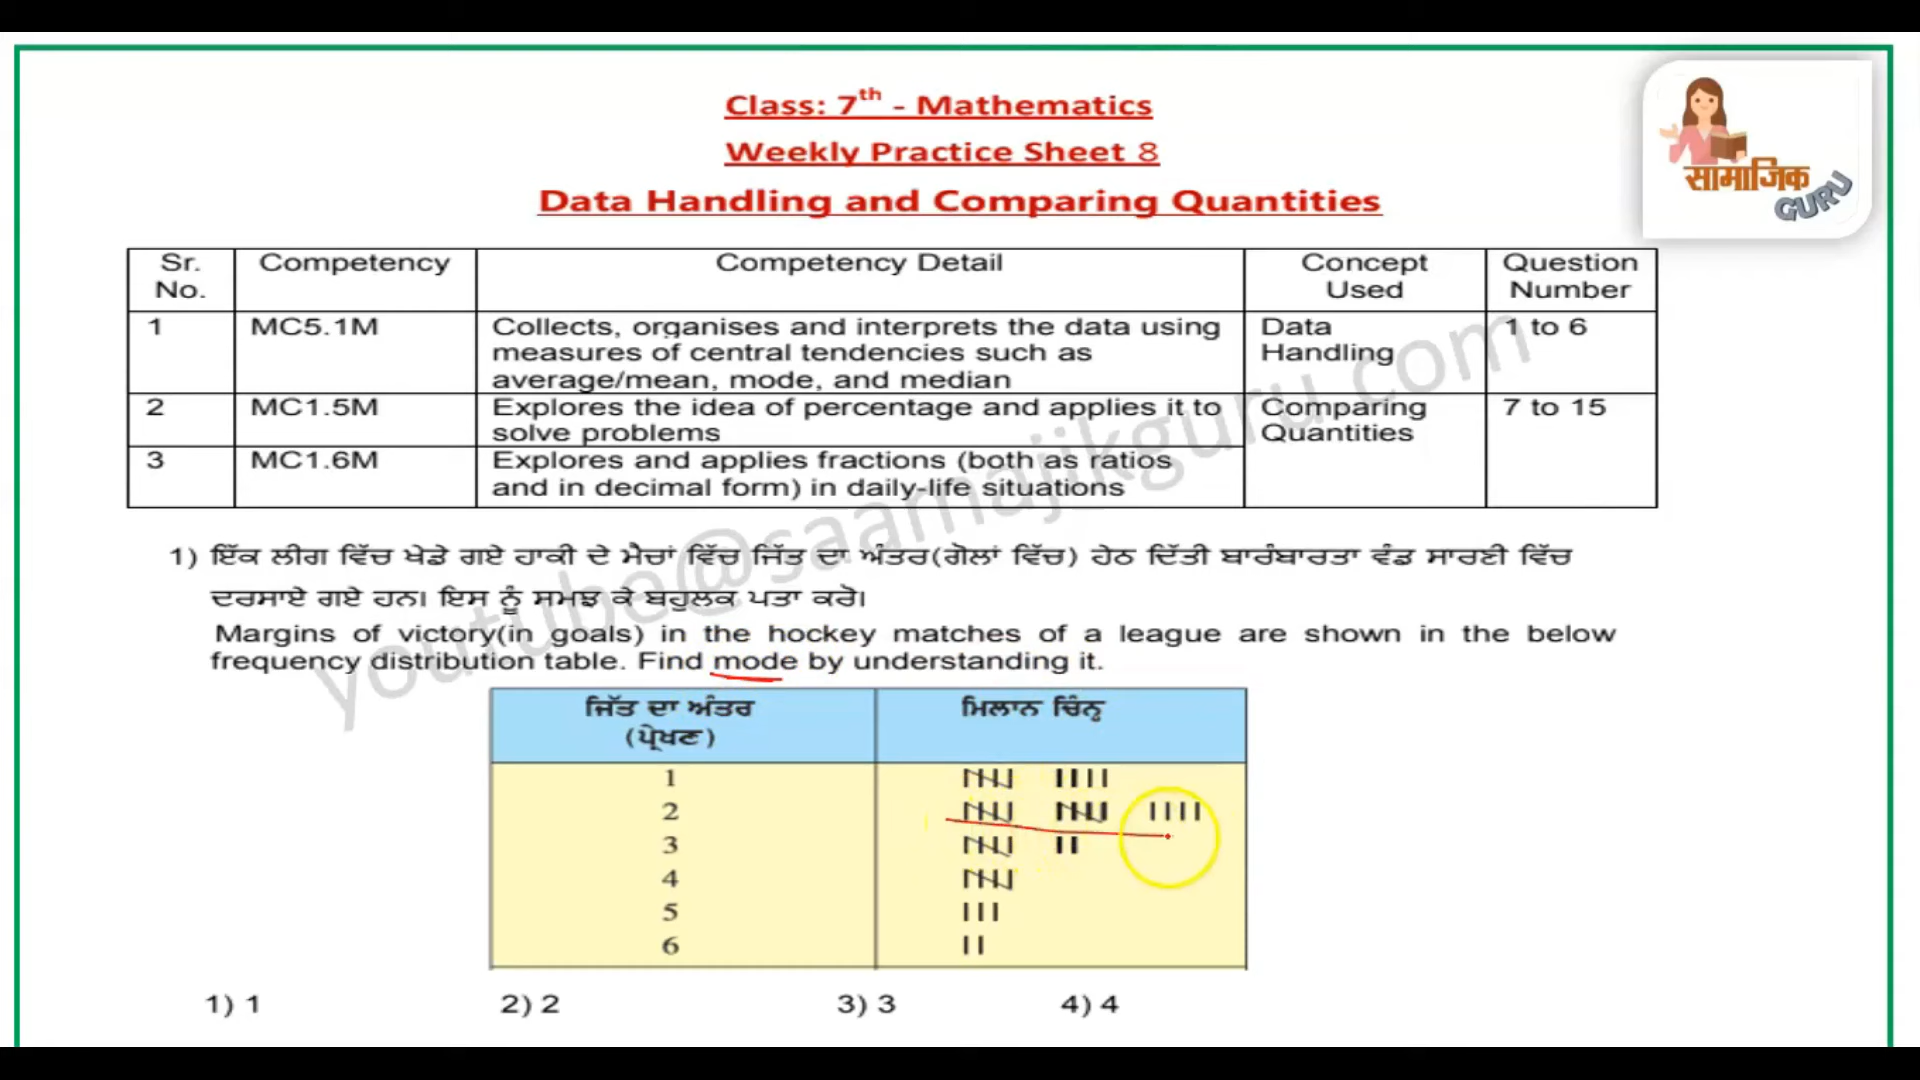 Class: 7th - Mathematics
Weekly Practice Sheet 8
Data Handling and Comparing Quantities
सामाजिक
GURU
Sr. No. Competency Competency Detail Concept Used Question Number
1 MC5.1M Collects, organises and interprets the data using measures of central tendencies such as average/mean, mode, and median Data Handling 1 to 6
2 MC1.5M Explores the idea of percentage and applies it to solve problems Comparing Quantities 7 to 15
3 MC1.6M Explores and applies fractions (both as ratios and in decimal form) in daily-life situations
youtube@saamajikguru.com
1) ਇੱਕ ਲੀਗ ਵਿੱਚ ਖੇਡੇ ਗਏ ਹਾਕੀ ਦੇ ਮੈਚਾਂ ਵਿੱਚ ਜਿੱਤ ਦਾ ਅੰਤਰ(ਗੋਲਾਂ ਵਿੱਚ) ਹੇਠ ਦਿੱਤੀ ਬਾਰੰਬਾਰਤਾ ਵੰਡ ਸਾਰਣੀ ਵਿੱਚ
ਦਰਸਾਏ ਗਏ ਹਨ। ਇਸ ਨੂੰ ਸਮਝ ਕੇ ਬਹੁਲਕ ਪਤਾ ਕਰੋ।
Margins of victory(in goals) in the hockey matches of a league are shown in the below
frequency distribution table. Find mode by understanding it.
ਜਿੱਤ ਦਾ ਅੰਤਰ ਮਿਲਾਨ ਚਿੰਨ੍ਹ
(ਪ੍ਰੇਖਣ)
1
2
3
4
5
6
1) 1 2) 2 3) 3 4) 4